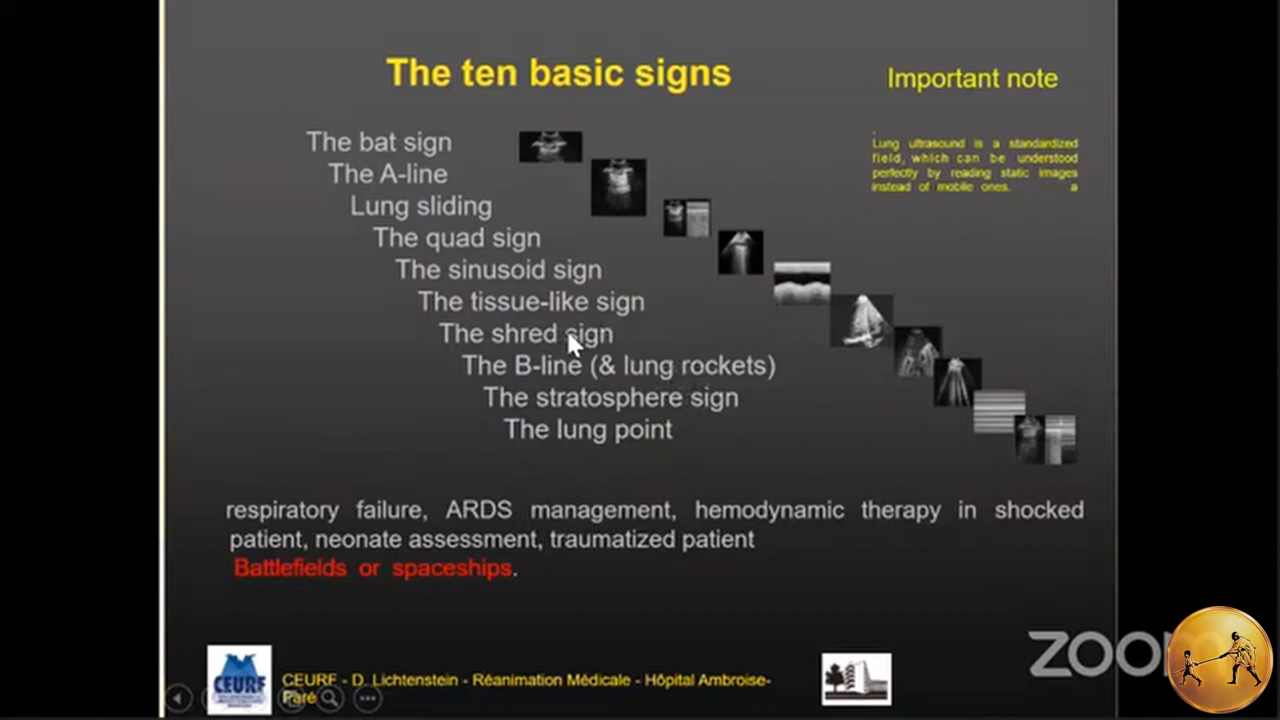 The ten basic signs
Important note
The bat sign
The A-line
Lung sliding
The quad sign
The sinusoid sign
The tissue-like sign
The shred sign
The B-line (& lung rockets)
The stratosphere sign
The lung point
Lung ultrasound is a standardized
field, which can be understood
perfectly by reading static images
instead of mobile ones. a
respiratory failure, ARDS management, hemodynamic therapy in shocked
patient, neonate assessment, traumatized patient
Battlefields or spaceships.
CEURF
CEURF - D. Lichtenstein - Réanimation Médicale - Hôpital Ambroise-
Paré
zoom